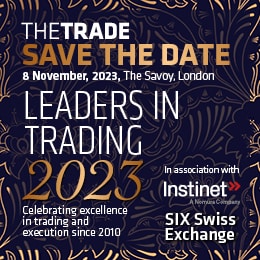 THETRADE
SAVE THE DATE
8 November, 2023, The Savoy, London
LEADERS IN
TRADING
2023
Celebrating excellence
in trading and
execution since 2010
In association with
Instinet
A Nomura Company
SIX Swiss
Exchange